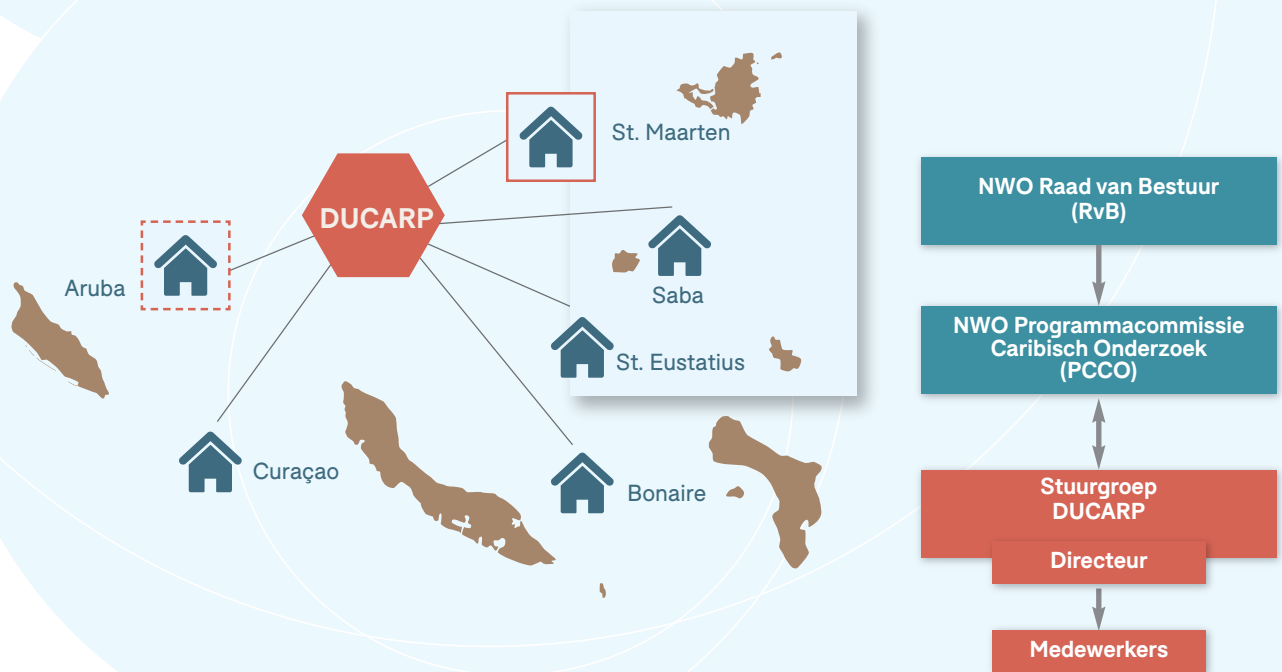 St. Maarten
DUCARP
Aruba
Saba
St. Eustatius
Curaçao
Bonaire
NWO Raad van Bestuur
(RvB)
NWO Programmacommissie
Caribisch Onderzoek
(PCCO)
Stuurgroep
DUCARP
Directeur
Medewerkers